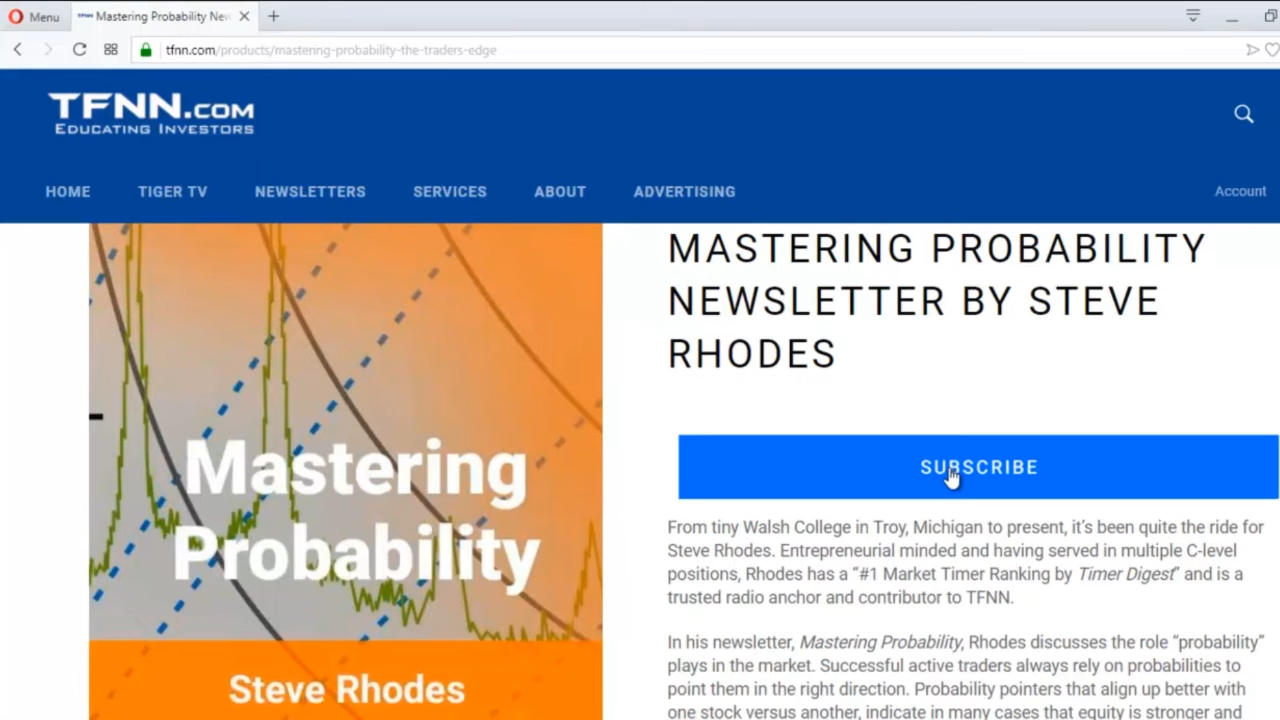 Menu
TFNN Mastering Probability New
tfnn.com/products/mastering-probability-the-traders-edge
TFNN.COM
EDUCATING INVESTORS
HOME TIGER TV NEWSLETTERS SERVICES ABOUT ADVERTISING Account
MASTERING PROBABILITY
NEWSLETTER BY STEVE
RHODES
Mastering
Probability
Steve Rhodes
SUBSCRIBE
From tiny Walsh College in Troy, Michigan to present, it's been quite the ride for
Steve Rhodes. Entrepreneurial minded and having served in multiple C-level
positions, Rhodes has a “#1 Market Timer Ranking by Timer Digest” and is a
trusted radio anchor and contributor to TFNN.
In his newsletter, Mastering Probability, Rhodes discusses the role “probability”
plays in the market. Successful active traders always rely on probabilities to
point them in the right direction. Probability pointers that align up better with
one stock versus another, indicate in many cases that equity is stronger and